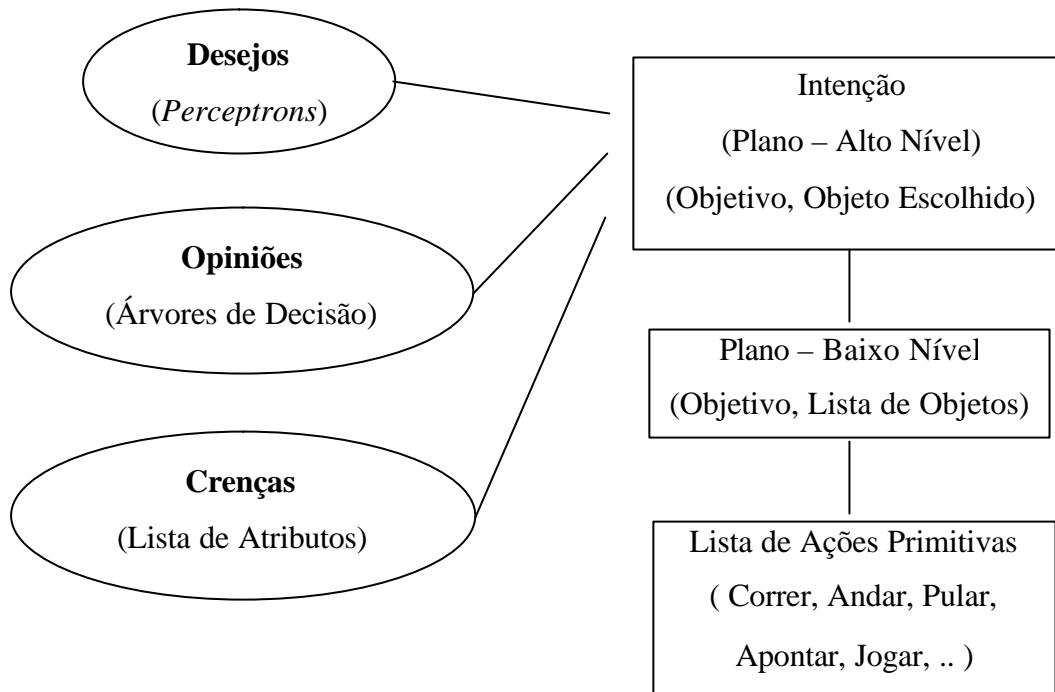 Desejos
(Perceptrons)
Opiniões
(Árvores de Decisão)
Crenças
(Lista de Atributos)
Intenção
(Plano – Alto Nível)
(Objetivo, Objeto Escolhido)
Plano – Baixo Nível
(Objetivo, Lista de Objetos)
Lista de Ações Primitivas
( Correr, Andar, Pular,
Apontar, Jogar, .. )